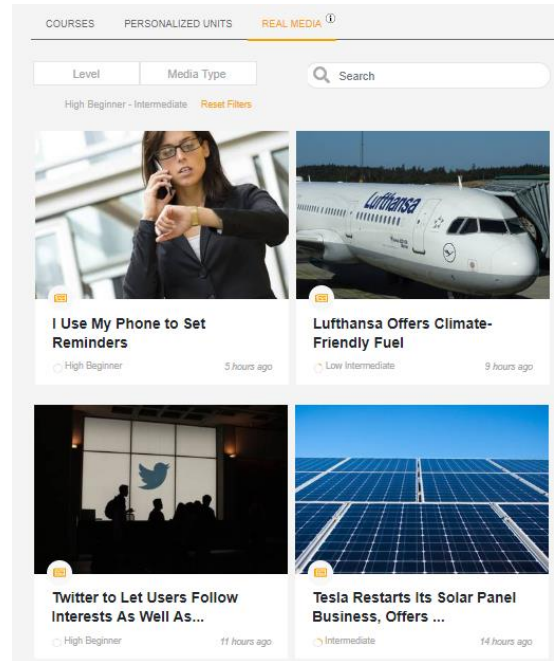 COURSES PERSONALIZED UNITS REAL MEDIA i
Level Media Type Search
High Beginner - Intermediate Reset Filters
Lufthansa
I Use My Phone to Set
Reminders
High Beginner 5 hours ago
Lufthansa Offers Climate-
Friendly Fuel
Low Intermediate 9 hours ago
Twitter to Let Users Follow
Interests As Well As...
High Beginner 11 hours ago
Tesla Restarts Its Solar Panel
Business, Offers ...
Intermediate 14 hours ago